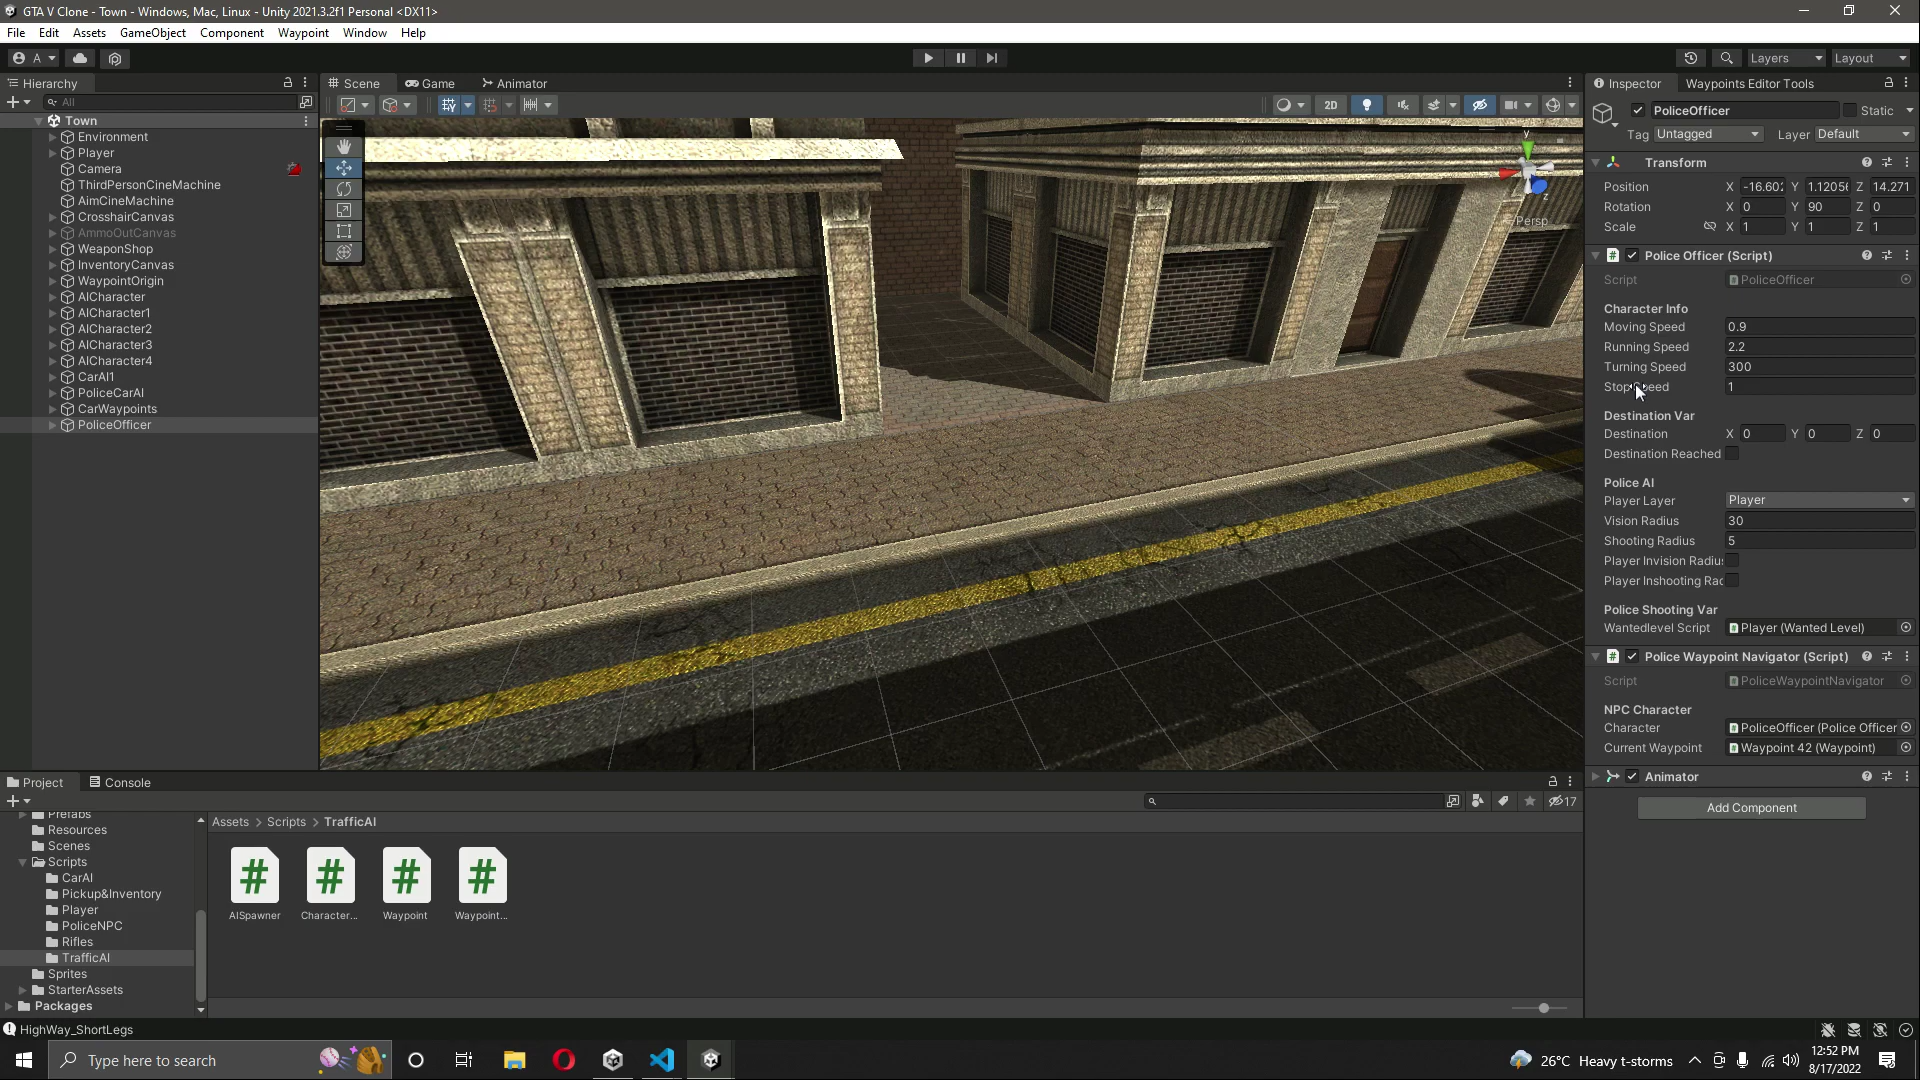 GTA V Clone - Town - Windows, Mac, Linux - Unity 2021.3.2f1 Personal <DX11>
File Edit Assets GameObject Component Waypoint Window Help
A
Layers
Layout
Hierarchy
All
Town
Environment
Player
Camera
ThirdPersonCineMachine
AimCineMachine
CrosshairCanvas
AmmoOutCanvas
WeaponShop
InventoryCanvas
WaypointOrigin
AICharacter
AICharacter1
AICharacter2
AICharacter3
AICharacter4
CarAI1
PoliceCarAI
CarWaypoints
PoliceOfficer
Scene Game Animator
2D
y
z
Persp
Inspector Waypoints Editor Tools
PoliceOfficer Static
Tag Untagged Layer Default
Transform
Position X -16.602 Y 1.12056 Z 14.271
Rotation X 0 Y 90 Z 0
Scale X 1 Y 1 Z 1
# Police Officer (Script)
Script PoliceOfficer
Character Info
Moving Speed 0.9
Running Speed 2.2
Turning Speed 300
Stop Speed 1
Destination Var
Destination X 0 Y 0 Z 0
Destination Reached
Police AI
Player Layer Player
Vision Radius 30
Shooting Radius 5
Player Invision Radiu
Player Inshooting Rad
Police Shooting Var
Wantedlevel Script Player (Wanted Level)
# Police Waypoint Navigator (Script)
Script PoliceWaypointNavigator
NPC Character
Character PoliceOfficer (Police Officer
Current Waypoint Waypoint 42 (Waypoint)
Animator
Add Component
Project Console
17
Prefabs
Resources
Scenes
Scripts
CarAI
Pickup&Inventory
Player
PoliceNPC
Rifles
TrafficAI
Sprites
StarterAssets
Packages
Assets > Scripts > TrafficAI
# # # #
AISpawner Character... Waypoint Waypoint...
HighWay_ShortLegs
Type here to search
26°C Heavy t-storms
12:52 PM
8/17/2022